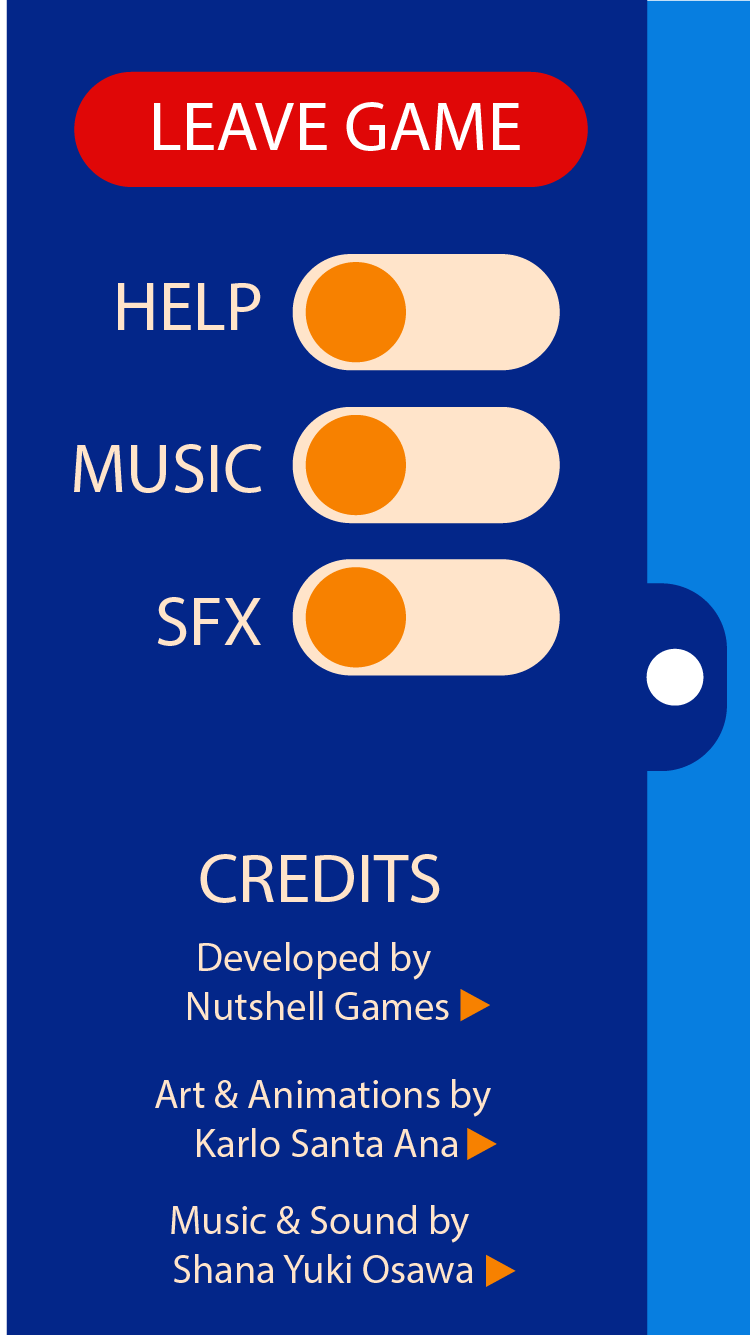 LEAVE GAME
HELP
MUSIC
SFX
CREDITS
Developed by
Nutshell Games
Art & Animations by
Karlo Santa Ana
Music & Sound by
Shana Yuki Osawa